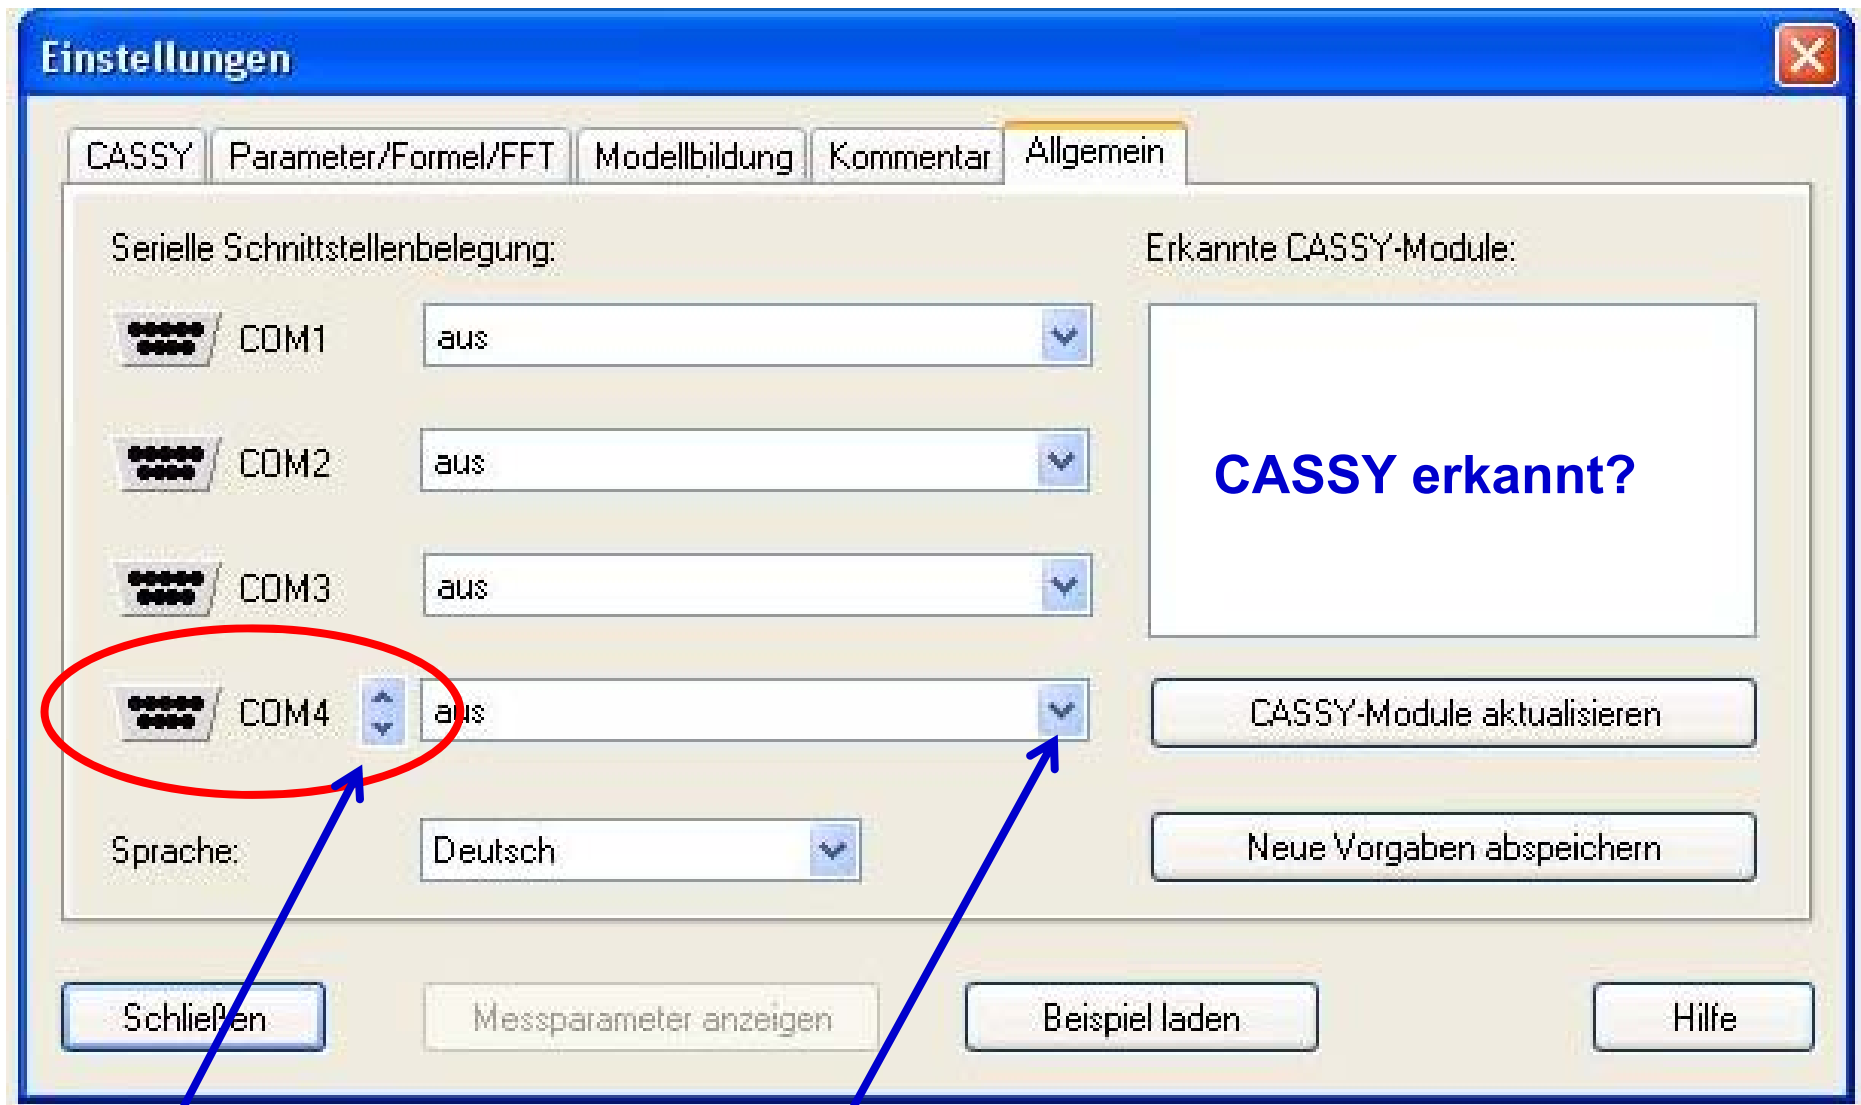 Einstellungen
CASSY Parameter/Formel/FFT Modellbildung Kommentar Allgemein
Serielle Schnittstellenbelegung:
Erkannte CASSY-Module:
COM1 aus
COM2 aus
CASSY erkannt?
COM3 aus
COM4 aus
CASSY-Module aktualisieren
Sprache: Deutsch
Neue Vorgaben abspeichern
Schließen Messparameter anzeigen Beispiel laden Hilfe